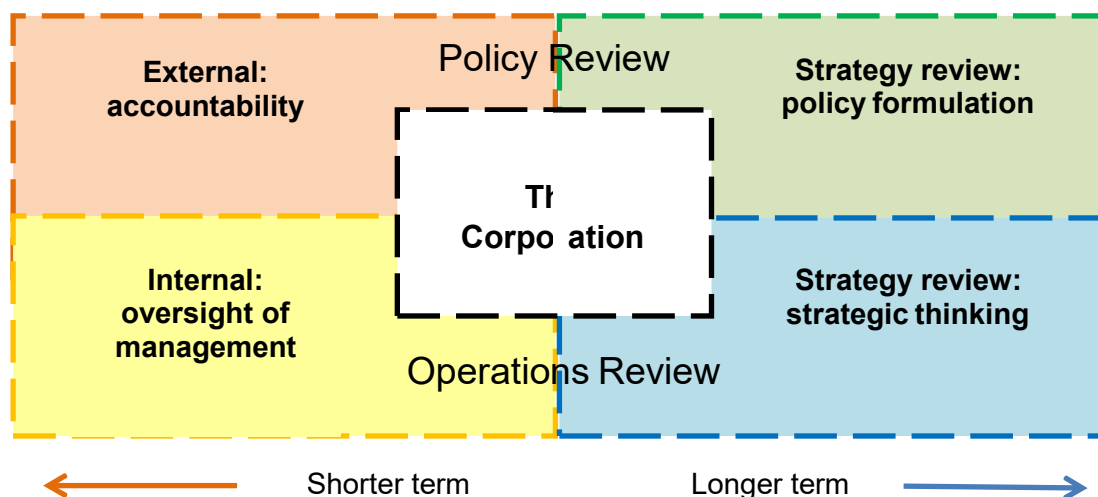 Policy Review
External:
accountability
Strategy review:
policy formulation
Th
Corpo ation
Internal:
oversight of
management
Strategy review:
strategic thinking
Operations Review
Shorter term
Longer term